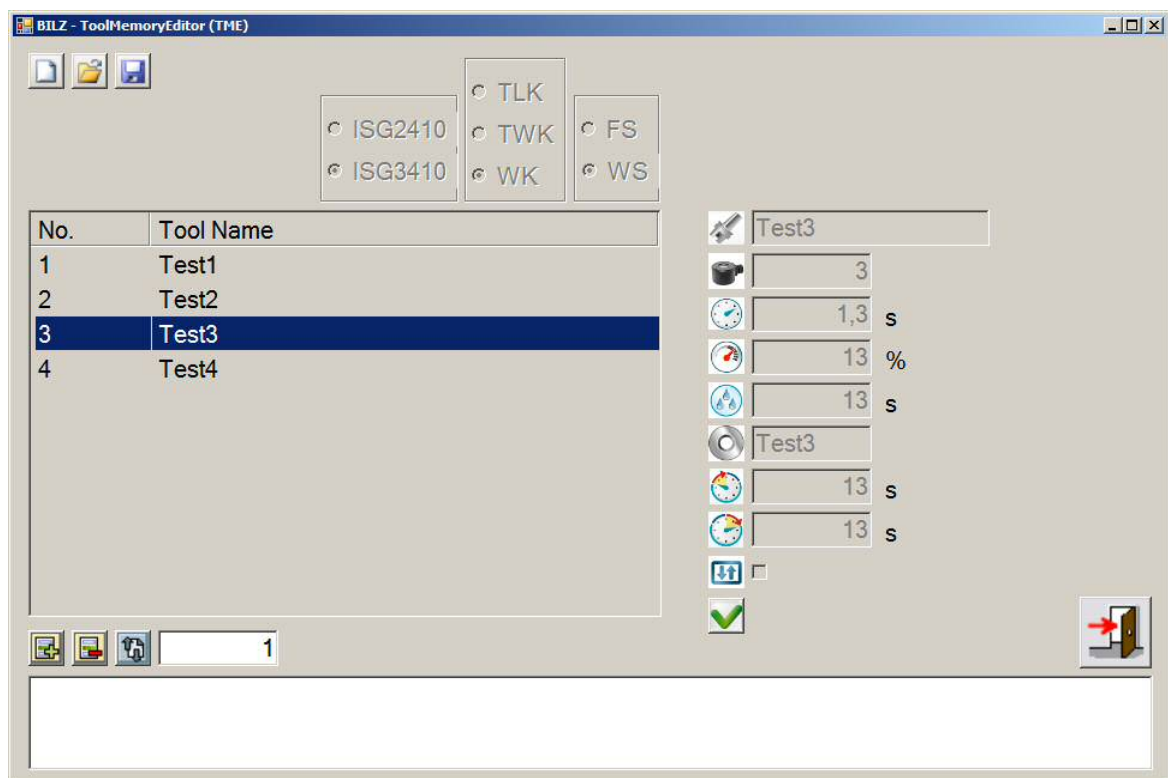 BILZ - ToolMemoryEditor (TME)
TLK
ISG2410
TWK
FS
ISG3410
WK
WS
No. Tool Name
1 Test1
2 Test2
3 Test3
4 Test4
Test3
3
1,3 s
13 %
13 s
Test3
13 s
13 s
1